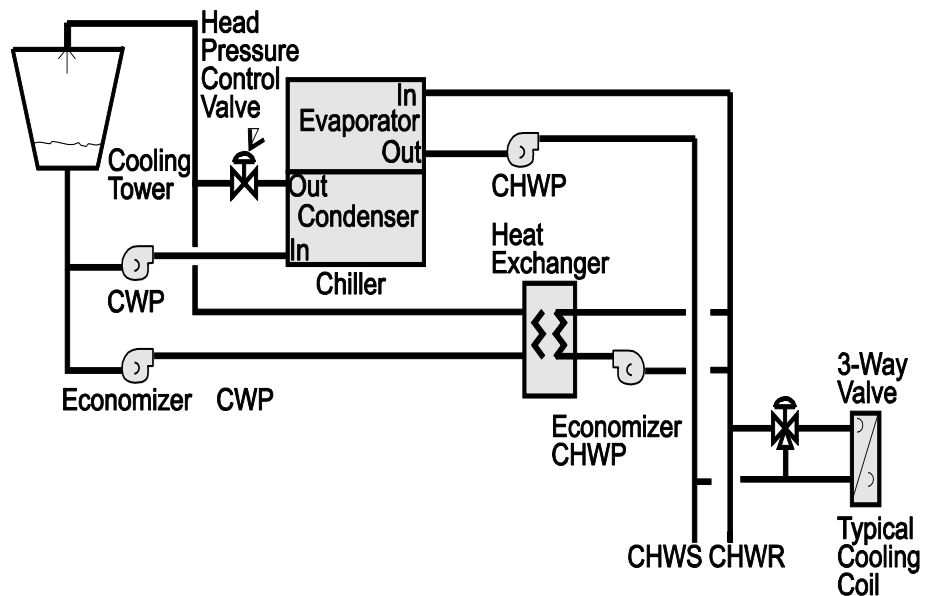 Head
Pressure
Control
Valve
In
Evaporator
Out
Cooling
Tower
CHWP
Out
Condenser
In
Heat
Exchanger
Chiller
CWP
3-Way
Valve
Economizer CWP
Economizer
CHWP
Typical
Cooling
Coil
CHWS CHWR